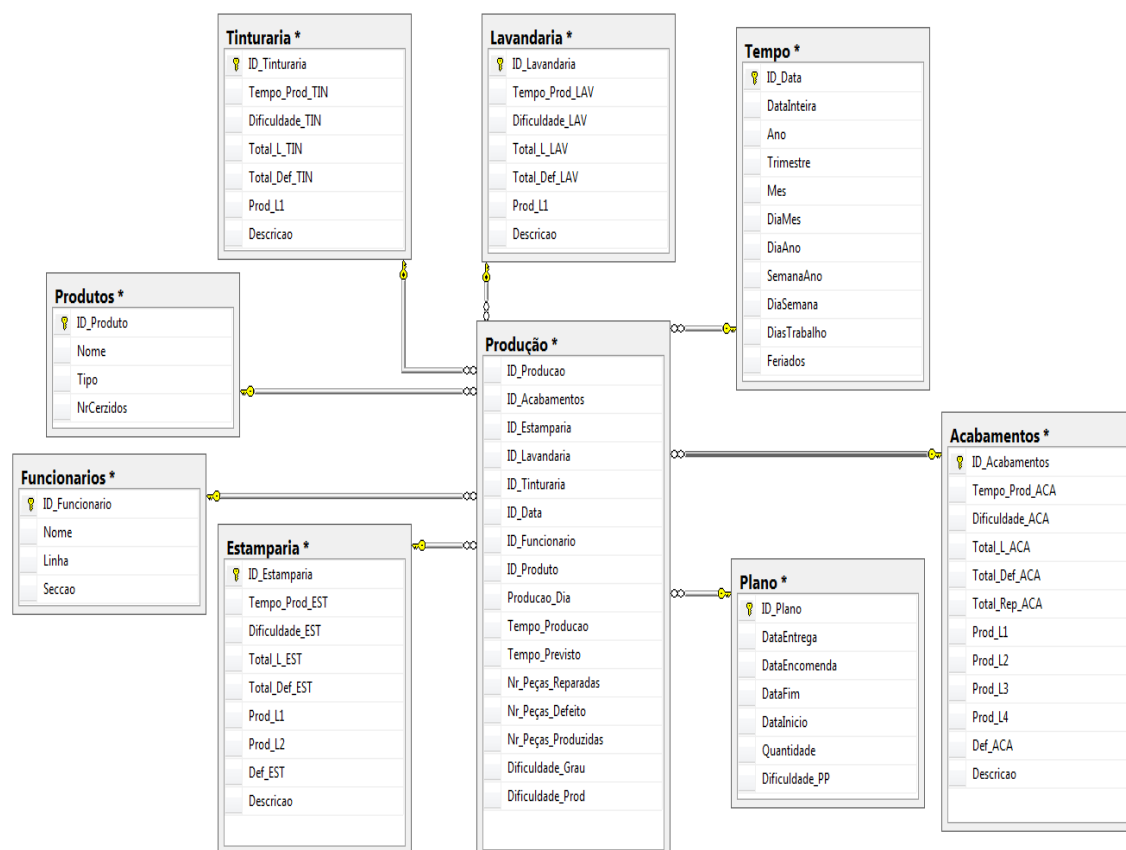 Tinturaria *
ID_Tinturaria
Tempo_Prod_TIN
Dificuldade_TIN
Total_L_TIN
Total_Def_TIN
Prod_L1
Descricao
Lavandaria *
ID_Lavandaria
Tempo_Prod_LAV
Dificuldade_LAV
Total_L_LAV
Total_Def_LAV
Prod_L1
Descricao
Tempo *
ID_Data
DataInteira
Ano
Trimestre
Mes
DiaMes
DiaAno
SemanaAno
DiaSemana
DiasTrabalho
Feriados
Produtos *
ID_Produto
Nome
Tipo
NrCerzidos
Produção *
ID_Producao
ID_Acabamentos
ID_Estamparia
ID_Lavandaria
ID_Tinturaria
ID_Data
ID_Funcionario
ID_Produto
Producao_Dia
Tempo_Producao
Tempo_Previsto
Nr_Peças_Reparadas
Nr_Peças_Defeito
Nr_Peças_Produzidas
Dificuldade_Grau
Dificuldade_Prod
Acabamentos *
ID_Acabamentos
Tempo_Prod_ACA
Dificuldade_ACA
Total_L_ACA
Total_Def_ACA
Total_Rep_ACA
Prod_L1
Prod_L2
Prod_L3
Prod_L4
Def_ACA
Descricao
Funcionarios *
ID_Funcionario
Nome
Linha
Seccao
Estamparia *
ID_Estamparia
Tempo_Prod_EST
Dificuldade_EST
Total_L_EST
Total_Def_EST
Prod_L1
Prod_L2
Def_EST
Descricao
Plano *
ID_Plano
DataEntrega
DataEncomenda
DataFim
DataInicio
Quantidade
Dificuldade_PP